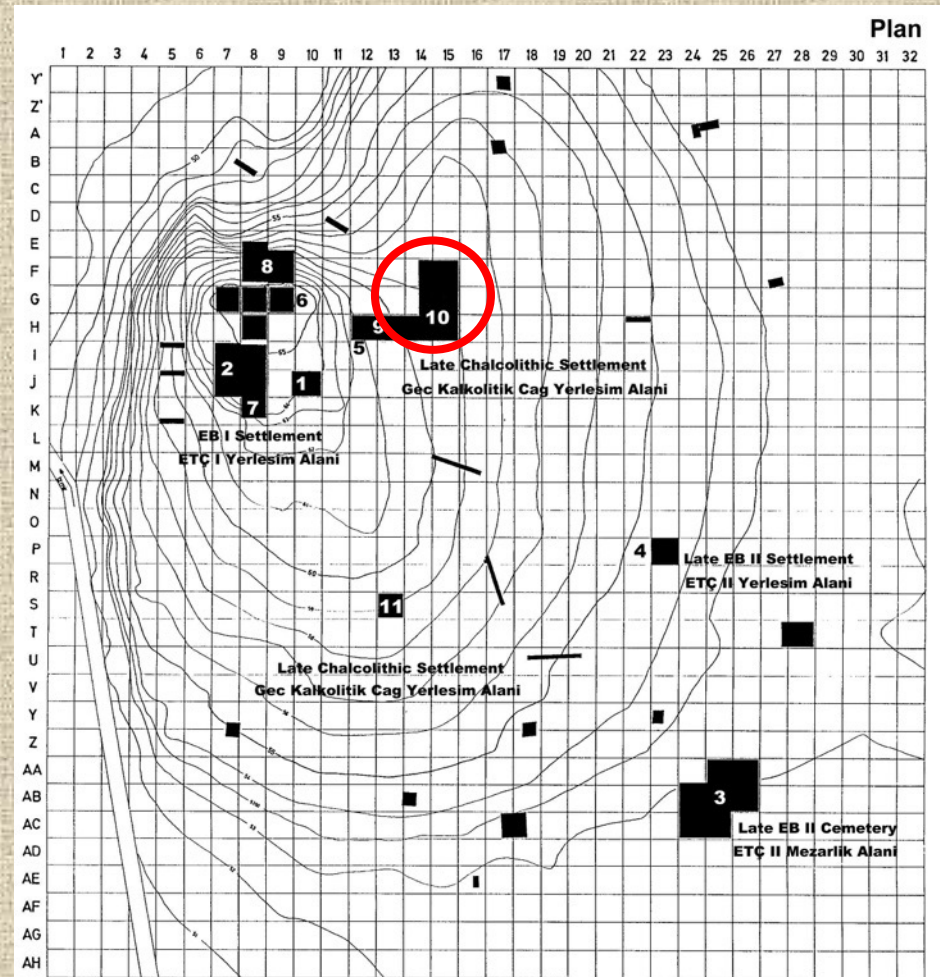 Plan
1 2 3 4 5 6 7 8 9 10 11 12 13 14 15 16 17 18 19 20 21 22 23 24 25 26 27 28 29 30 31 32
Y'
Z'
A
B
C
D
E
F
G
H
I
J
K
L
M
N
O
P
R
S
T
U
V
Y
Z
AA
AB
AC
AD
AE
AF
AG
AH
50
55
8
6
10
9
5
65
2
1
7
Late Chalcolithic Settlement
Gec Kalkolitik Cag Yerlesim Alani
EB I Settlement
ETÇ I Yerlesim Alani
60
4
Late EB II Settlement
ETÇ II Yerlesim Alani
11
Late Chalcolithic Settlement
Gec Kalkolitik Cag Yerlesim Alani
3
Late EB II Cemetery
ETÇ II Mezarlik Alani